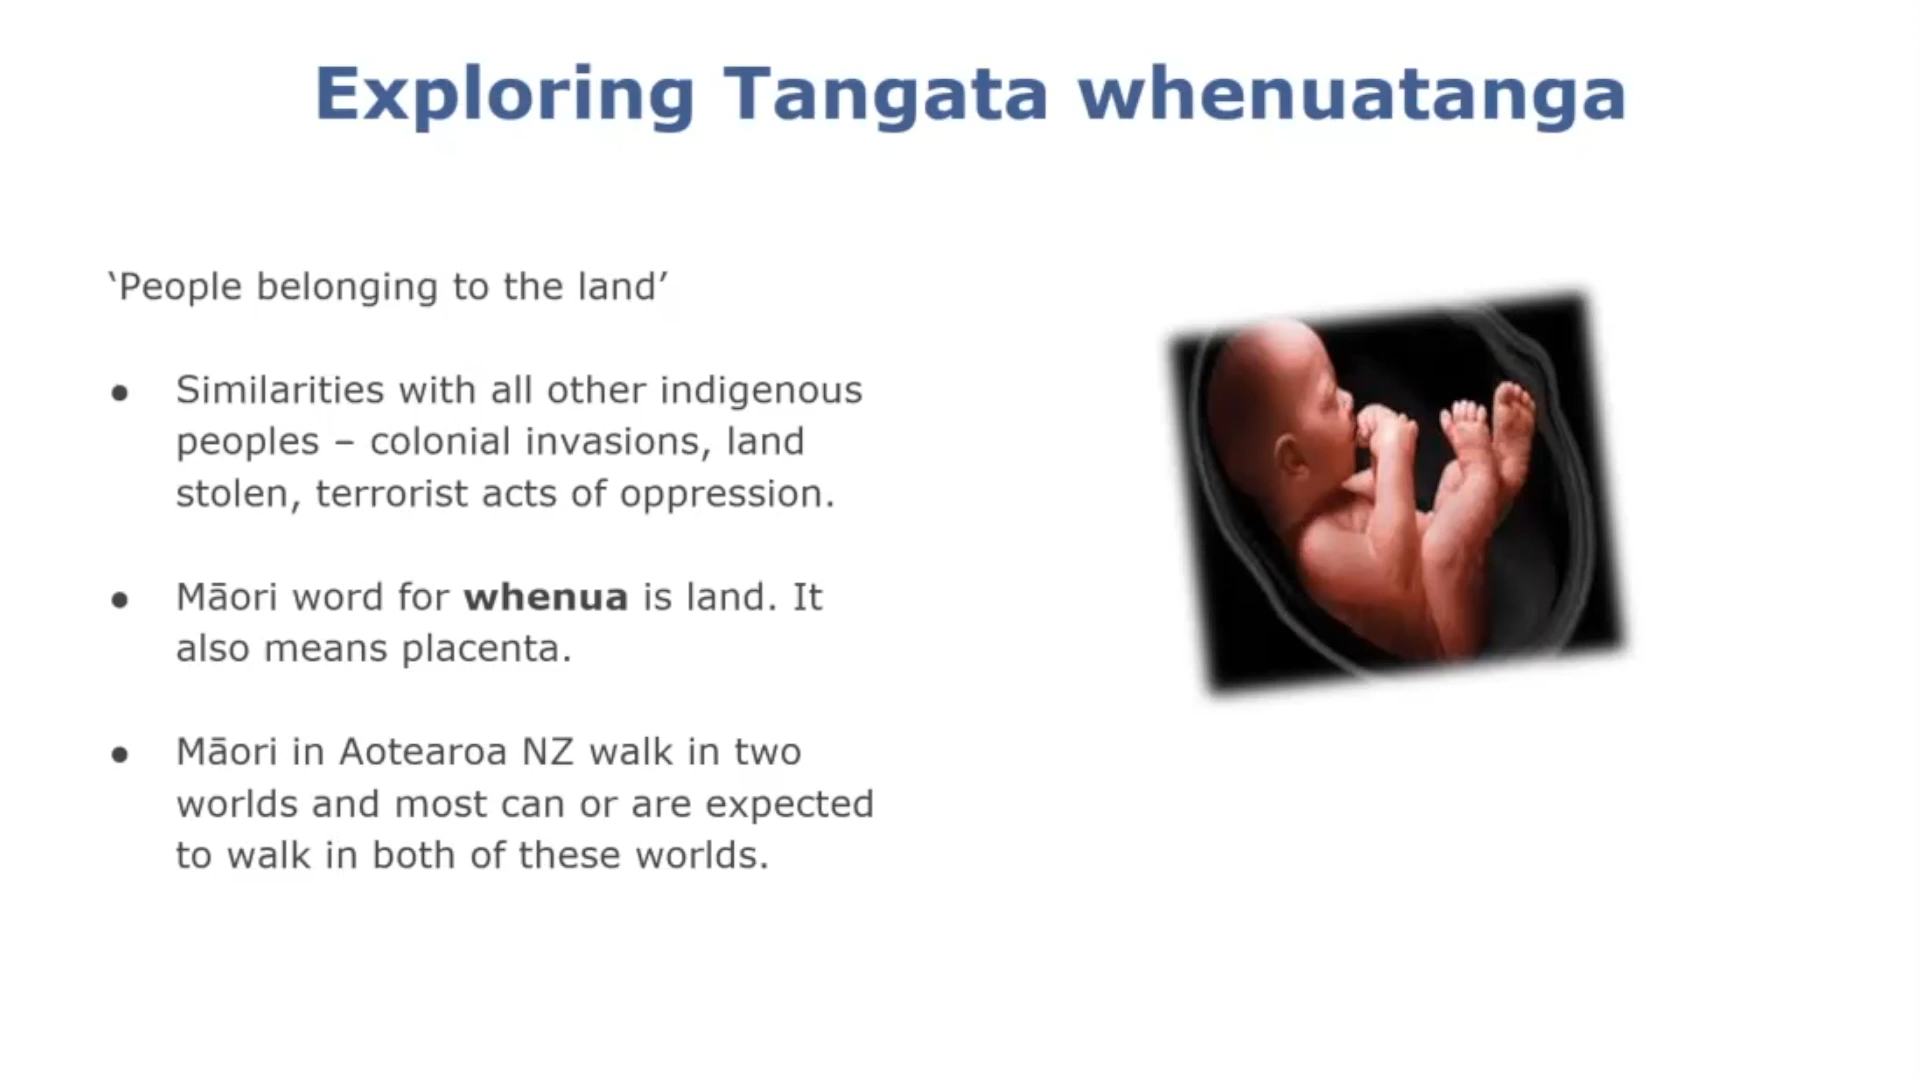 Exploring Tangata whenuatanga
‘People belonging to the land’
● Similarities with all other indigenous
peoples – colonial invasions, land
stolen, terrorist acts of oppression.
● Māori word for whenua is land. It
also means placenta.
● Māori in Aotearoa NZ walk in two
worlds and most can or are expected
to walk in both of these worlds.